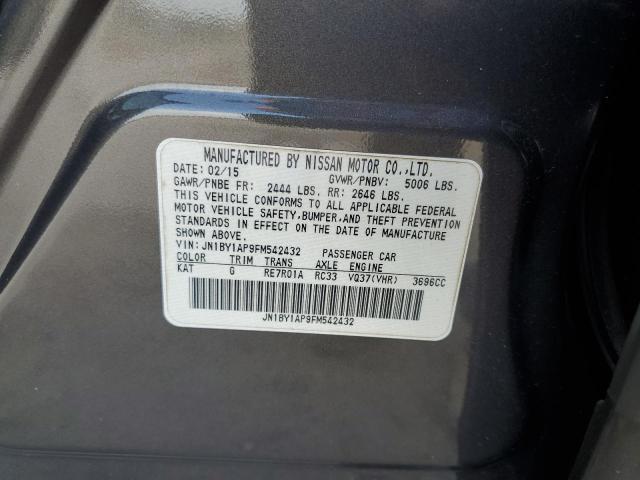 MANUFACTURED BY NISSAN MOTOR CO.,LTD.
DATE: 02/15 GVWR/PNBV: 5006 LBS.
GAWR/PNBE FR: 2444 LBS. RR: 2646 LBS.
THIS VEHICLE CONFORMS TO ALL APPLICABLE FEDERAL
MOTOR VEHICLE SAFETY, BUMPER, AND THEFT PREVENTION
STANDARDS IN EFFECT ON THE DATE OF MANUFACTURE
SHOWN ABOVE.
VIN: JN1BY1AP9FM542432 PASSENGER CAR
COLOR TRIM TRANS AXLE ENGINE
KAT G RE7R01A RC33 VQ37(VHR) 3696CC
JN1BY1AP9FM542432